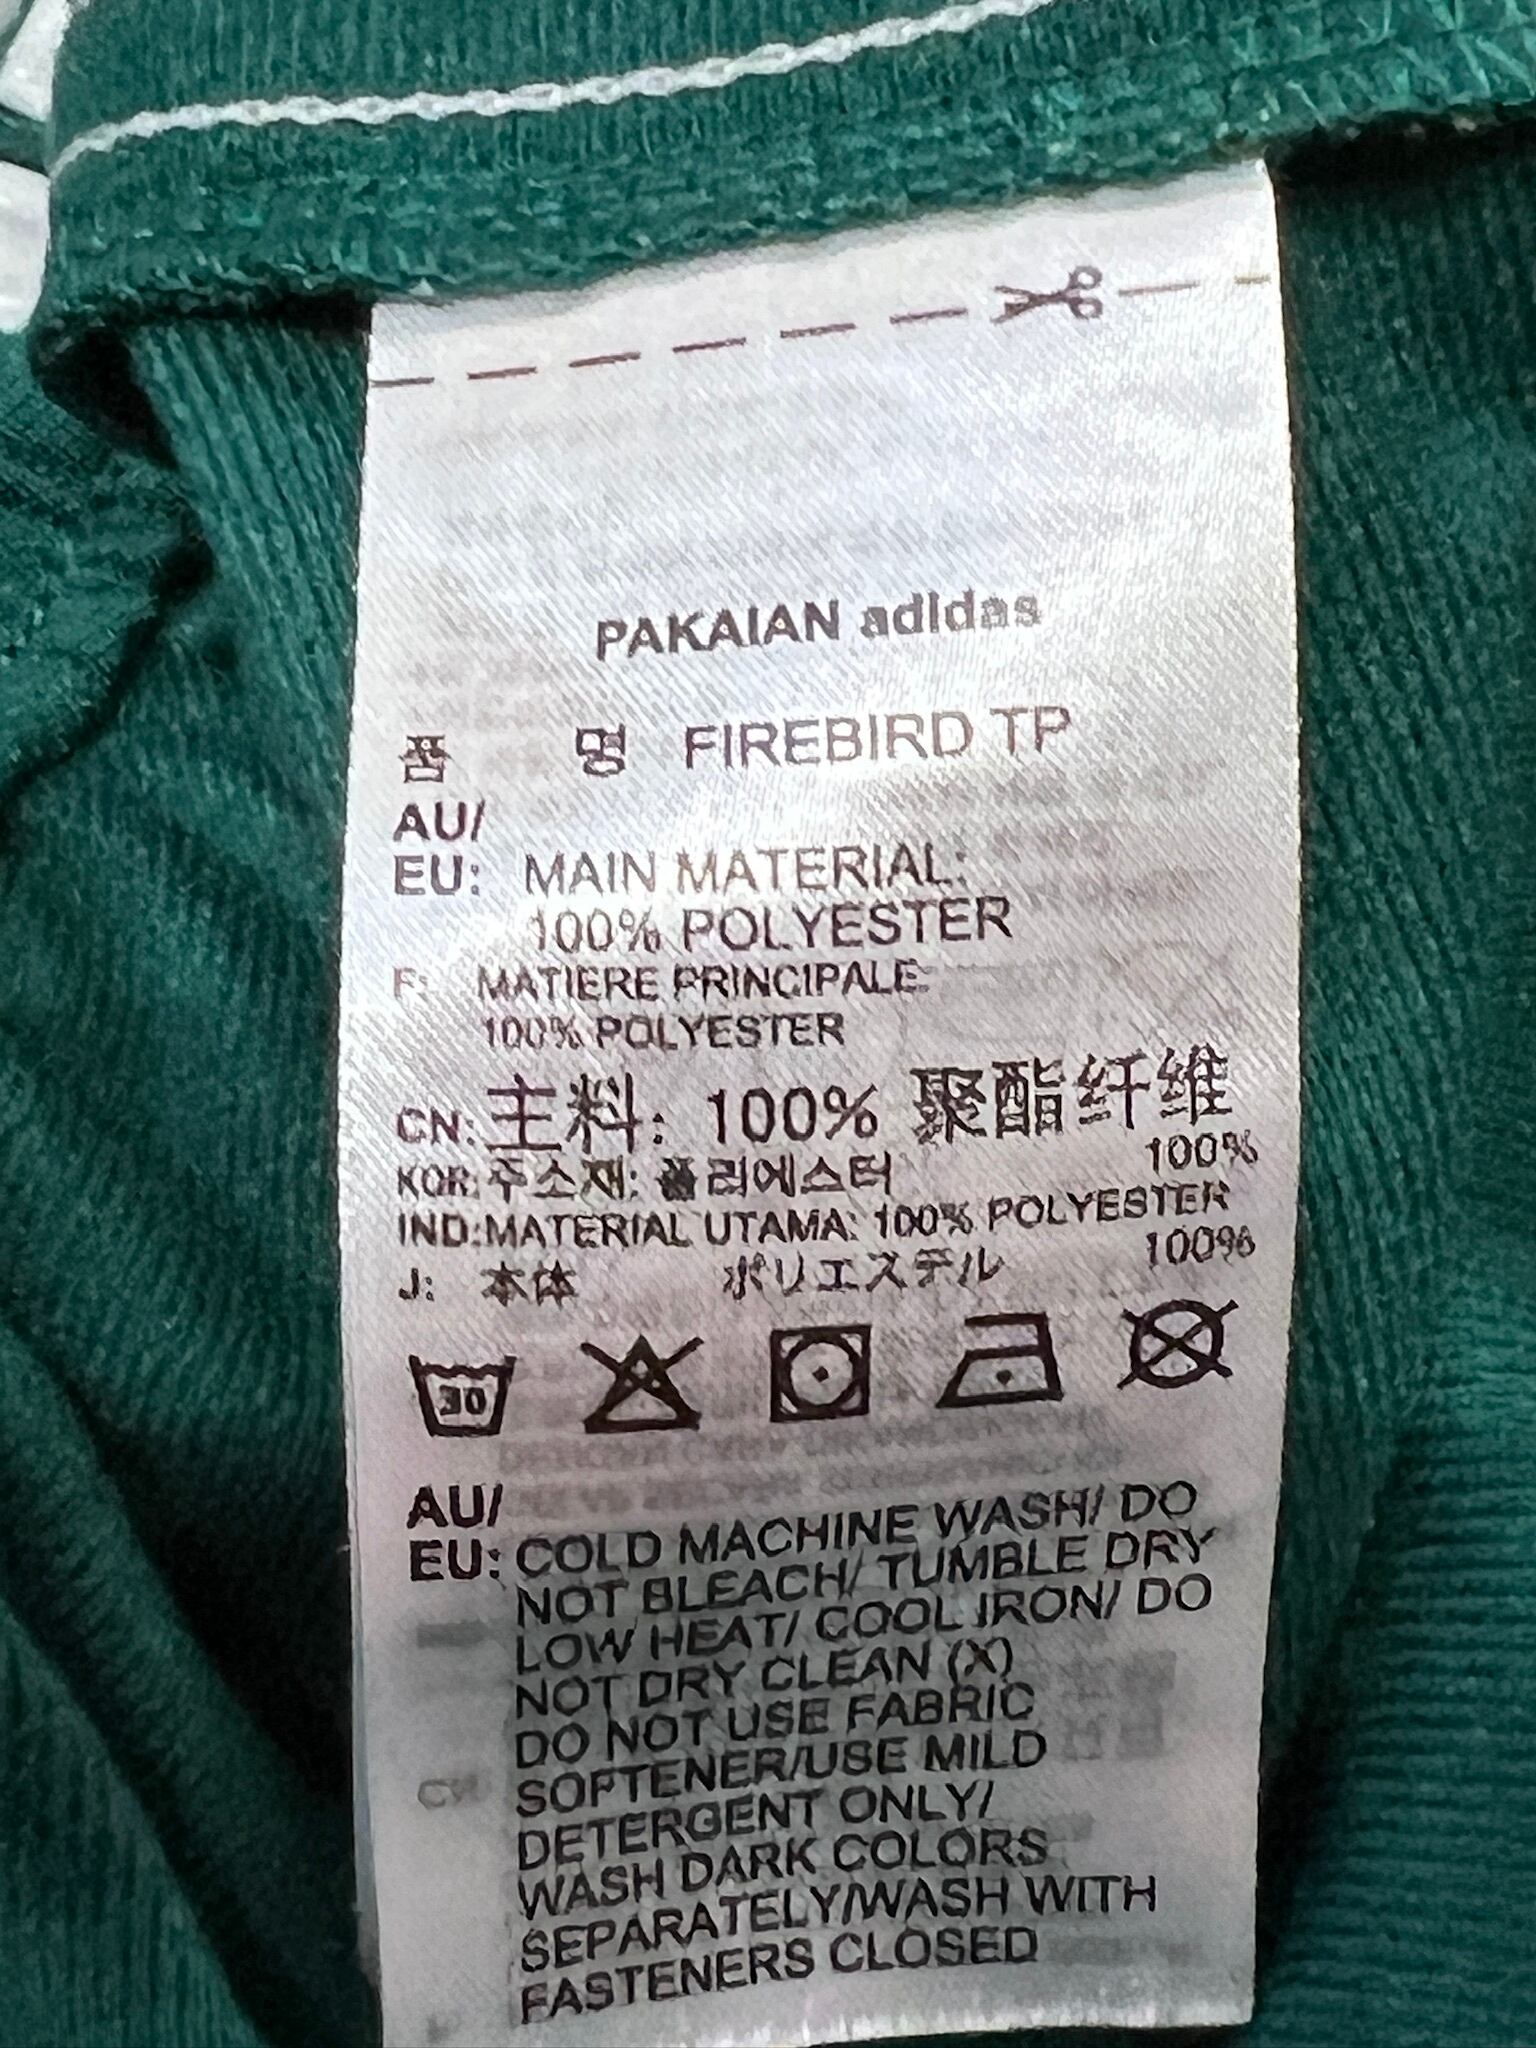 PAKAIAN adidas
품 명 FIREBIRD TP
AU/
EU: MAIN MATERIAL:
100% POLYESTER
F: MATIERE PRINCIPALE:
100% POLYESTER
CN: 主料: 100% 聚酯纤维
100%
KOR: 주소재: 폴리에스터
IND: MATERIAL UTAMA: 100% POLYESTER
100%
J: 本体 ポリエステル
30
AU/
EU: COLD MACHINE WASH/ DO
NOT BLEACH/ TUMBLE DRY
LOW HEAT/ COOL IRON/ DO
NOT DRY CLEAN (X)
DO NOT USE FABRIC
SOFTENER/USE MILD
DETERGENT ONLY/
WASH DARK COLORS
SEPARATELY/WASH WITH
FASTENERS CLOSED